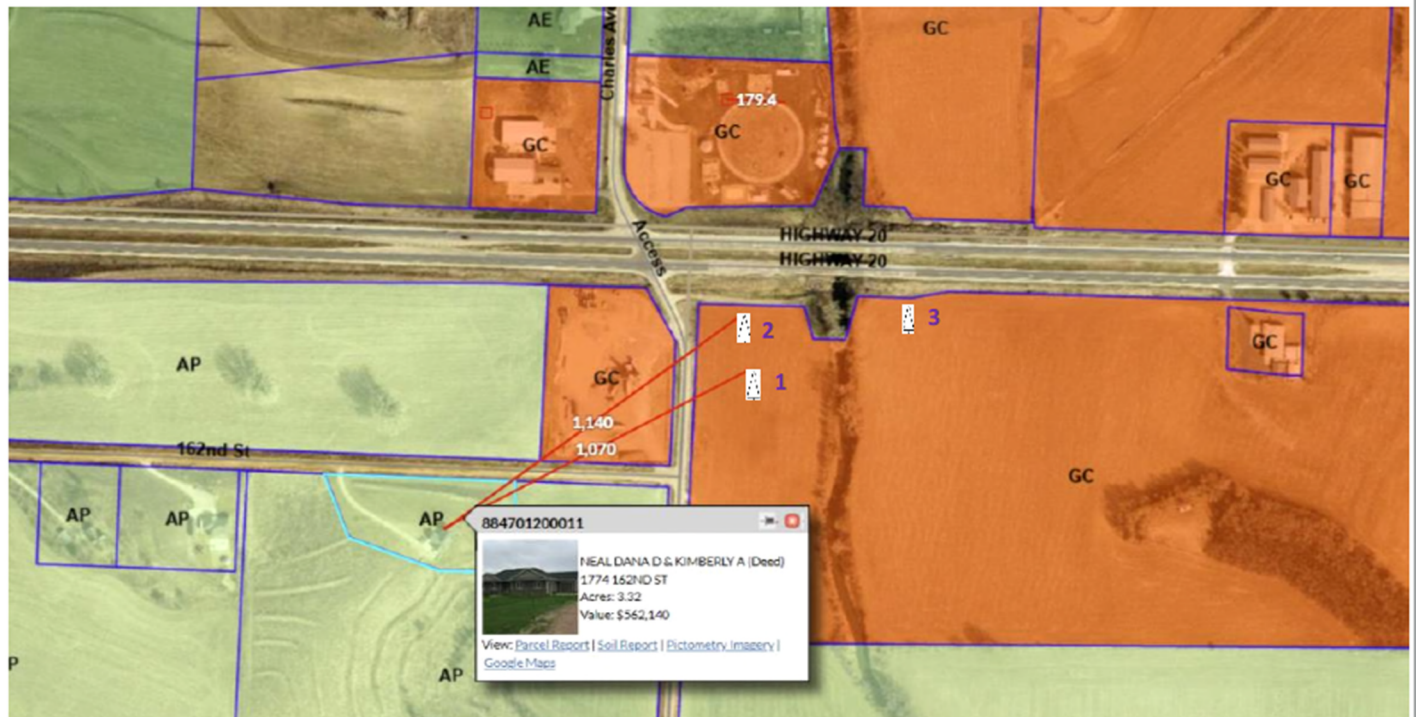 AE
GC
AE
Charles Ave
179.4
GC
GC
GC
GC
HIGHWAY 20
Access
HIGHWAY 20
2
3
GC
AP
GC
1
1,140
162nd St
1,070
GC
AP
AP
AP
884701200011
NEAL DANA D & KIMBERLY A (Deed)
1774 162ND ST
Acres: 3.32
Value: $562,140
View: Parcel Report | Soil Report | Pictometry Imagery |
Google Maps
P
AP